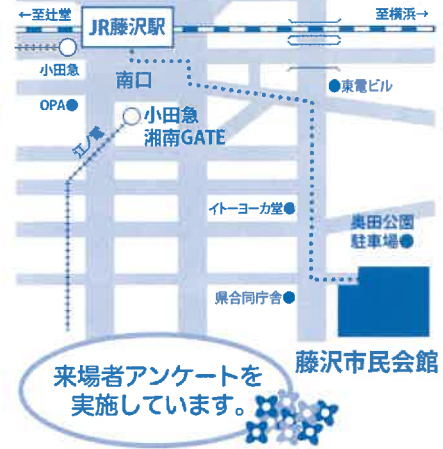 ←至辻堂
至横浜→
JR藤沢駅
小田急
南口
東電ビル
OPA
小田急
湘南GATE
江ノ電
イトーヨーカ堂
奥田公園
駐車場
県合同庁舎
藤沢市民会館
来場者アンケートを
実施しています。